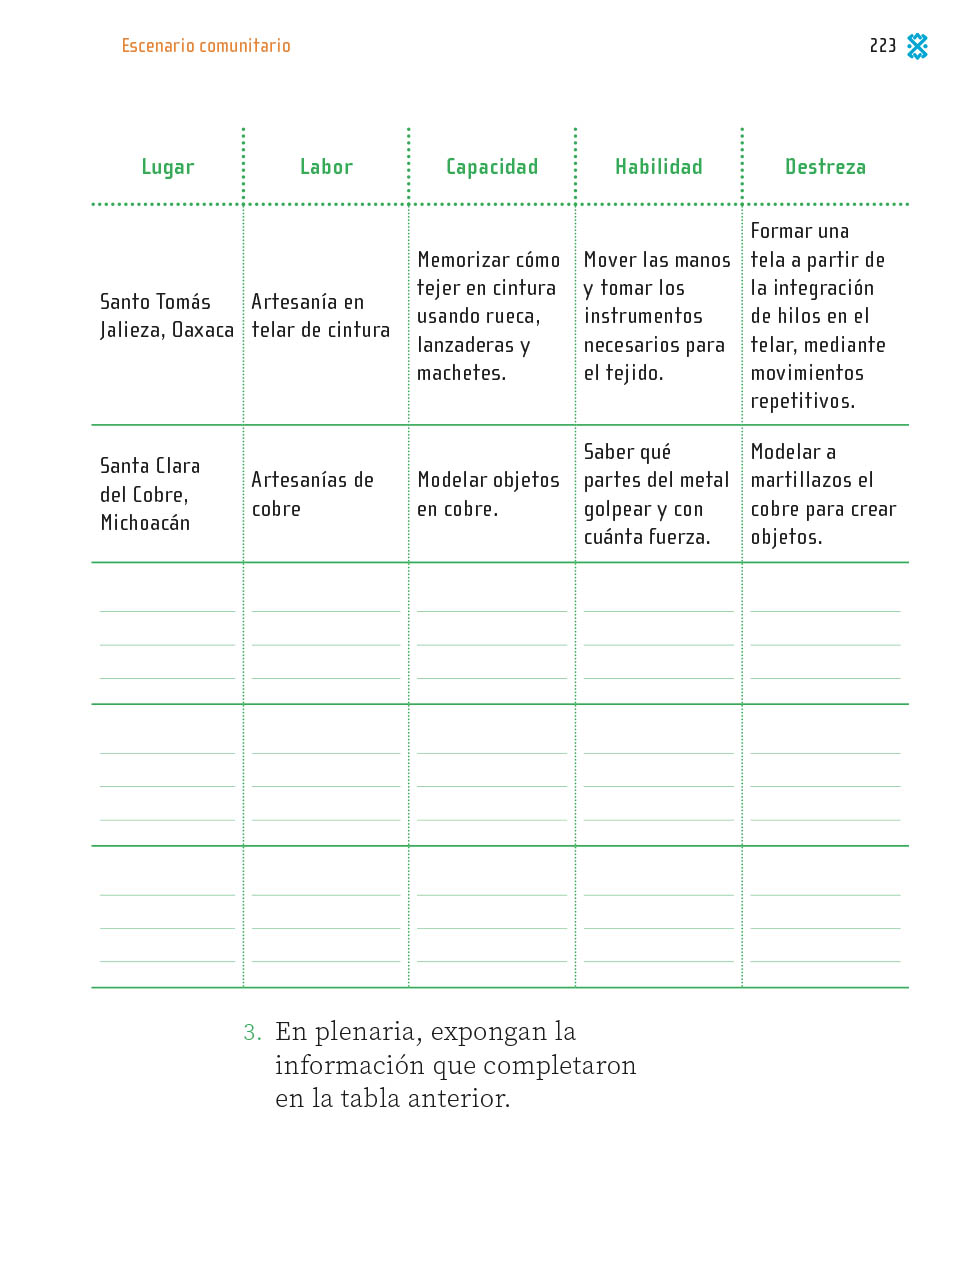 Escenario comunitario
223
Lugar
Labor
Capacidad
Habilidad
Destreza
Santo Tomás
Jalieza, Oaxaca
Artesanía en
telar de cintura
Memorizar cómo
tejer en cintura
usando rueca,
lanzaderas y
machetes.
Mover las manos
y tomar los
instrumentos
necesarios para
el tejido.
Formar una
tela a partir de
la integración
de hilos en el
telar, mediante
movimientos
repetitivos.
Santa Clara
del Cobre,
Michoacán
Artesanías de
cobre
Modelar objetos
en cobre.
Saber qué
partes del metal
golpear y con
cuánta fuerza.
Modelar a
martillazos el
cobre para crear
objetos.
3. En plenaria, expongan la
información que completaron
en la tabla anterior.